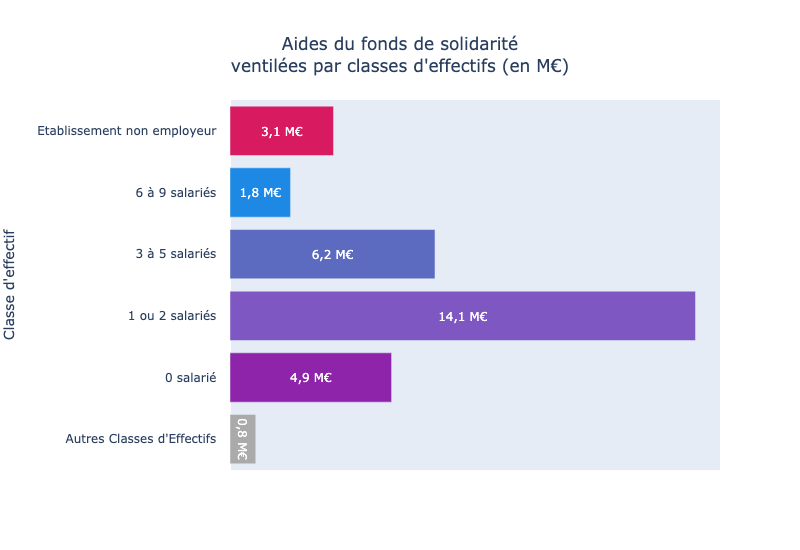 Aides du fonds de solidarité
ventilées par classes d'effectifs (en M€)
Classe d'effectif
Etablissement non employeur
3,1 M€
6 à 9 salariés
1,8 M€
3 à 5 salariés
6,2 M€
1 ou 2 salariés
14,1 M€
0 salarié
4,9 M€
Autres Classes d'Effectifs
0,8 M€